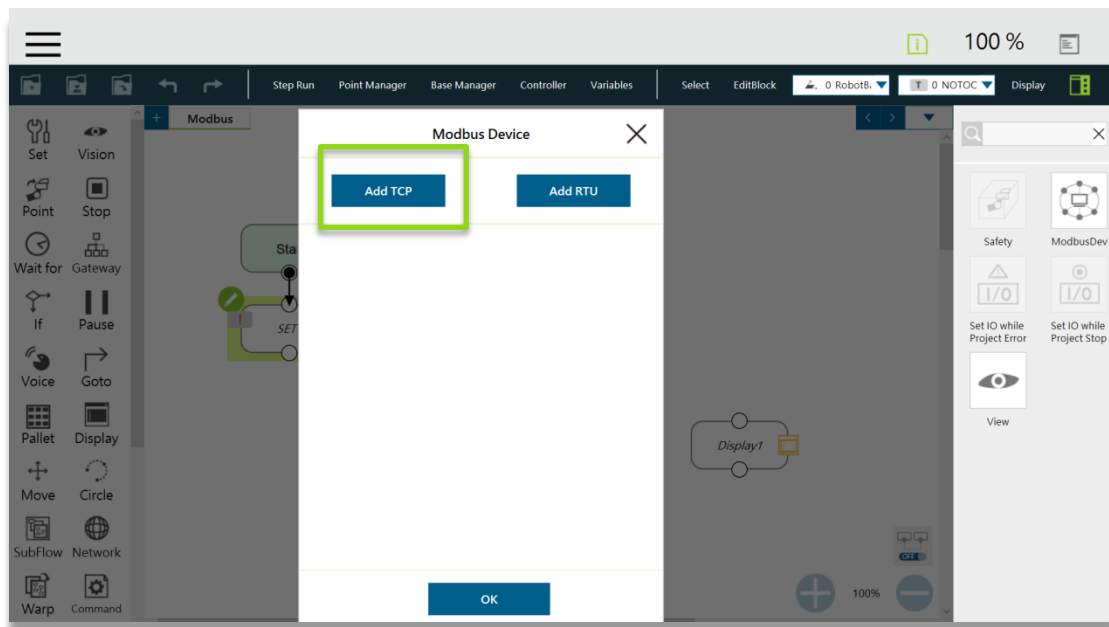 100 %
Step Run Point Manager Base Manager Controller Variables Select EditBlock 0 RobotB. T 0 NOTOC Display
+ Modbus
Set Vision
Point Stop
Wait for Gateway
If Pause
Voice Goto
Pallet Display
Move Circle
SubFlow Network
Warp Command
Sta
SET
Modbus Device
Add TCP Add RTU
OK
Display1
OFF
100%
Safety ModbusDev
I/O I/O
Set IO while
Project Error
Set IO while
Project Stop
View